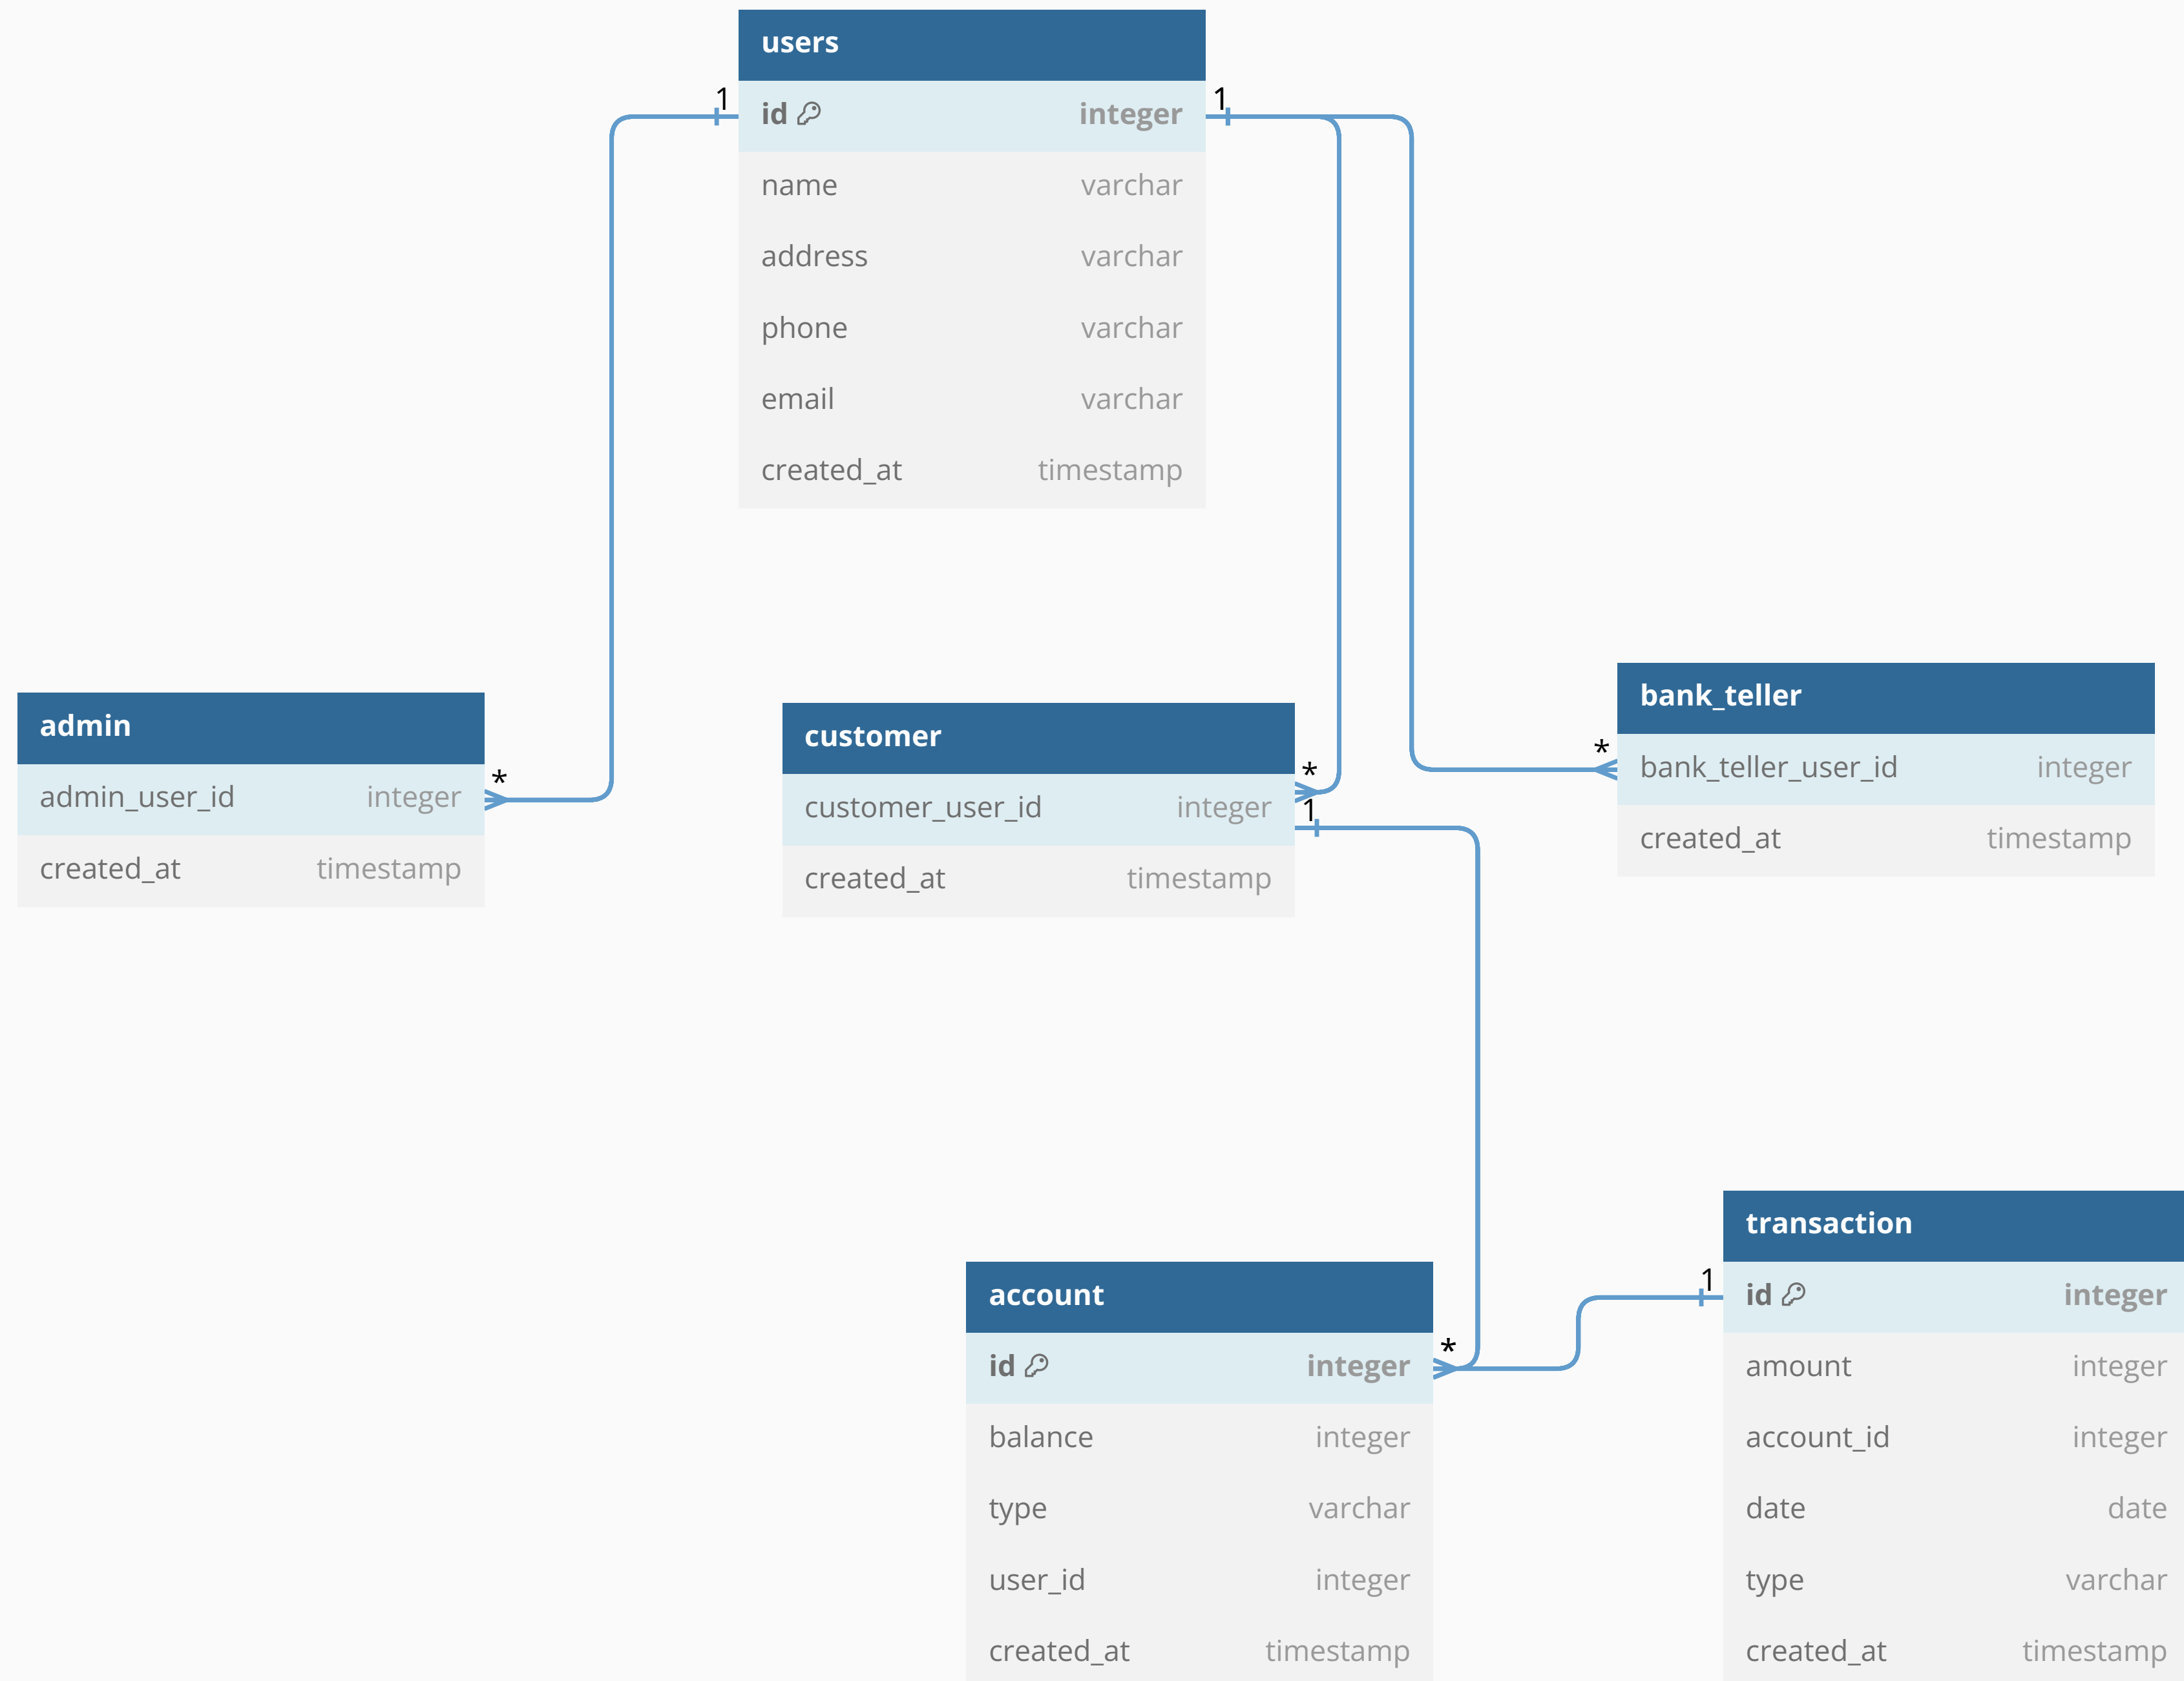 users
1
1
id integer
name varchar
address varchar
phone varchar
email varchar
created_at timestamp
admin
*
admin_user_id integer
created_at timestamp
customer
*
customer_user_id integer
1
created_at timestamp
bank_teller
*
bank_teller_user_id integer
created_at timestamp
account
*
id integer
balance integer
type varchar
user_id integer
created_at timestamp
transaction
1
id integer
amount integer
account_id integer
date date
type varchar
created_at timestamp